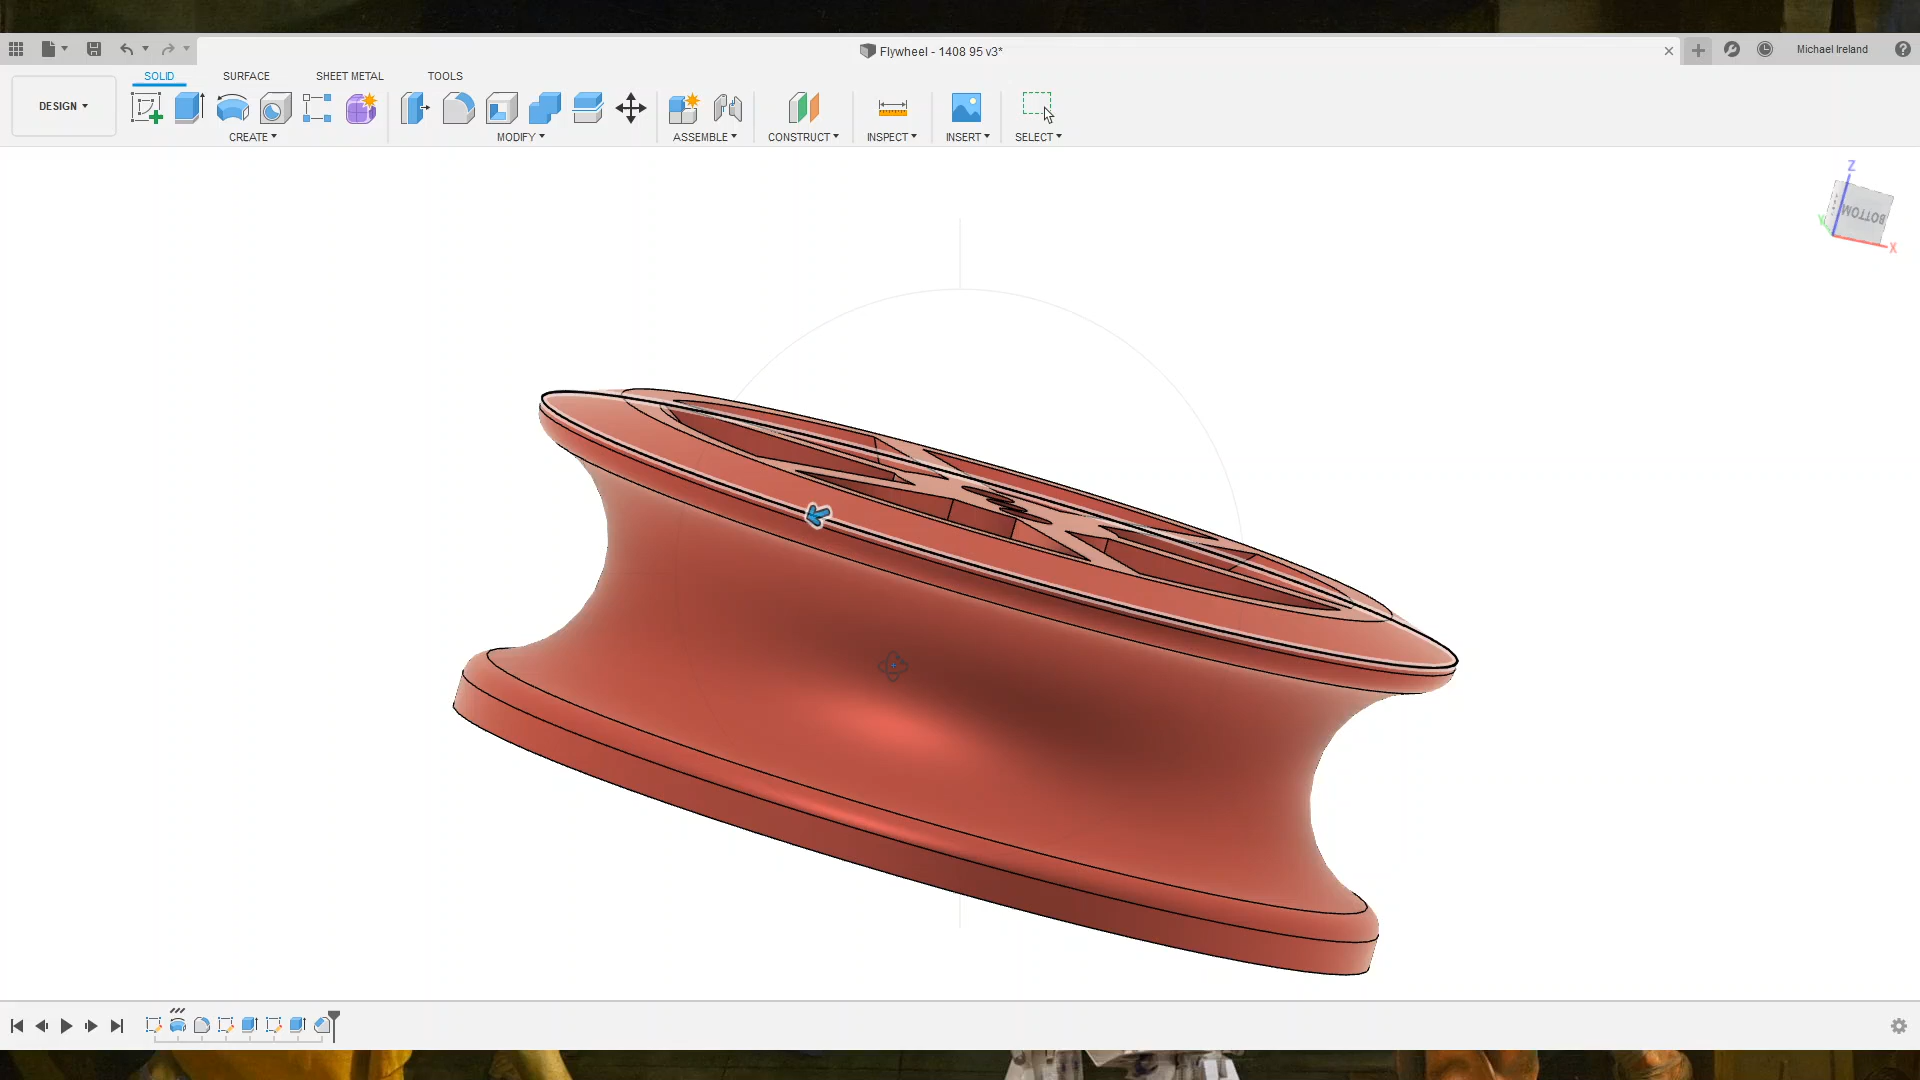 Flywheel - 1408 95 v3*
Michael Ireland
SOLID
SURFACE
SHEET METAL
TOOLS
DESIGN
CREATE
MODIFY
ASSEMBLE
CONSTRUCT
INSPECT
INSERT
SELECT
Z
BOTTOM
Y
X